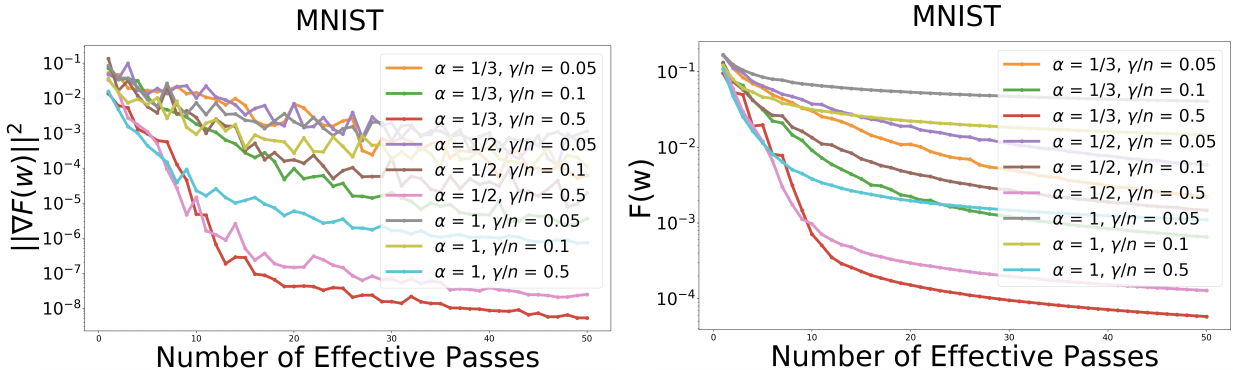 MNIST
||∇F(w)||²
10⁻¹
10⁻²
10⁻³
10⁻⁴
10⁻⁵
10⁻⁶
10⁻⁷
10⁻⁸
α = 1/3, γ/n = 0.05
α = 1/3, γ/n = 0.1
α = 1/3, γ/n = 0.5
α = 1/2, γ/n = 0.05
α = 1/2, γ/n = 0.1
α = 1/2, γ/n = 0.5
α = 1, γ/n = 0.05
α = 1, γ/n = 0.1
α = 1, γ/n = 0.5
0 10 20 30 40 50
Number of Effective Passes
MNIST
F(w)
10⁻¹
10⁻²
10⁻³
10⁻⁴
α = 1/3, γ/n = 0.05
α = 1/3, γ/n = 0.1
α = 1/3, γ/n = 0.5
α = 1/2, γ/n = 0.05
α = 1/2, γ/n = 0.1
α = 1/2, γ/n = 0.5
α = 1, γ/n = 0.05
α = 1, γ/n = 0.1
α = 1, γ/n = 0.5
0 10 20 30 40 50
Number of Effective Passes